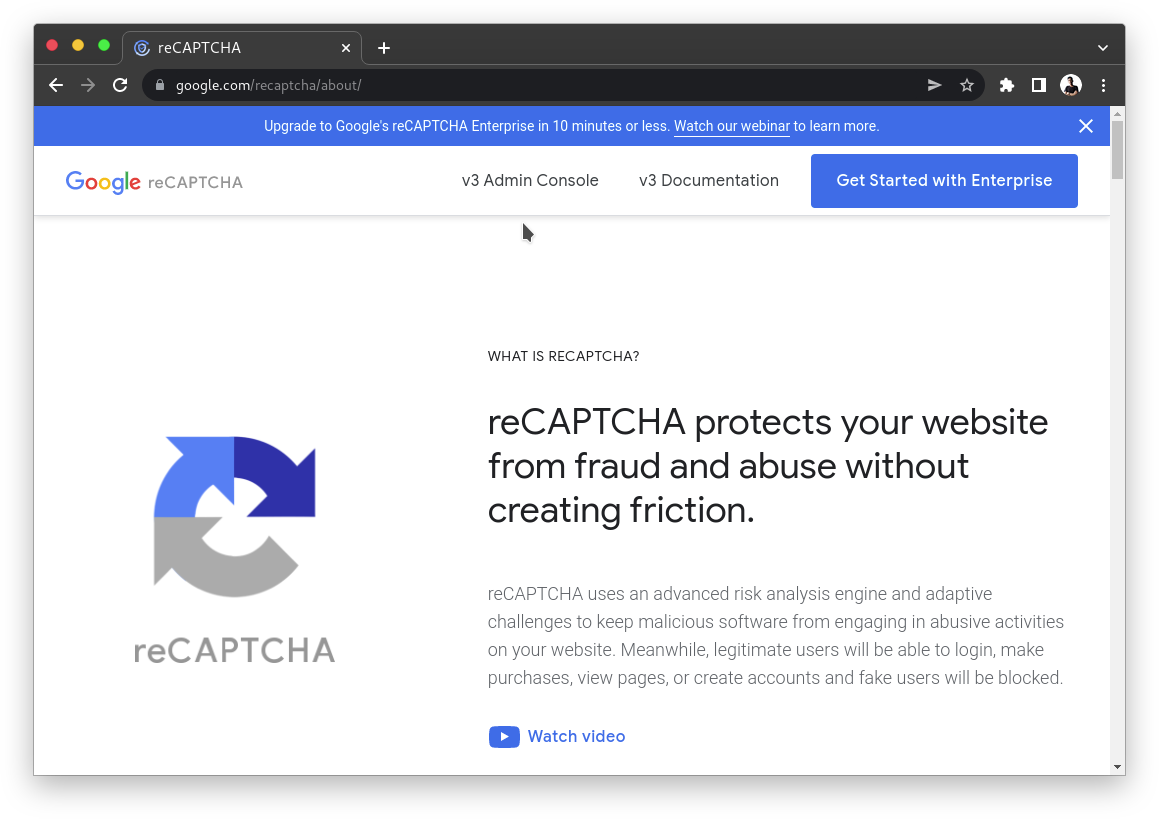 reCAPTCHA
google.com/recaptcha/about/
Upgrade to Google's reCAPTCHA Enterprise in 10 minutes or less. Watch our webinar to learn more.
Google reCAPTCHA
v3 Admin Console
v3 Documentation
Get Started with Enterprise
WHAT IS RECAPTCHA?
reCAPTCHA protects your website
from fraud and abuse without
creating friction.
reCAPTCHA
reCAPTCHA uses an advanced risk analysis engine and adaptive
challenges to keep malicious software from engaging in abusive activities
on your website. Meanwhile, legitimate users will be able to login, make
purchases, view pages, or create accounts and fake users will be blocked.
Watch video